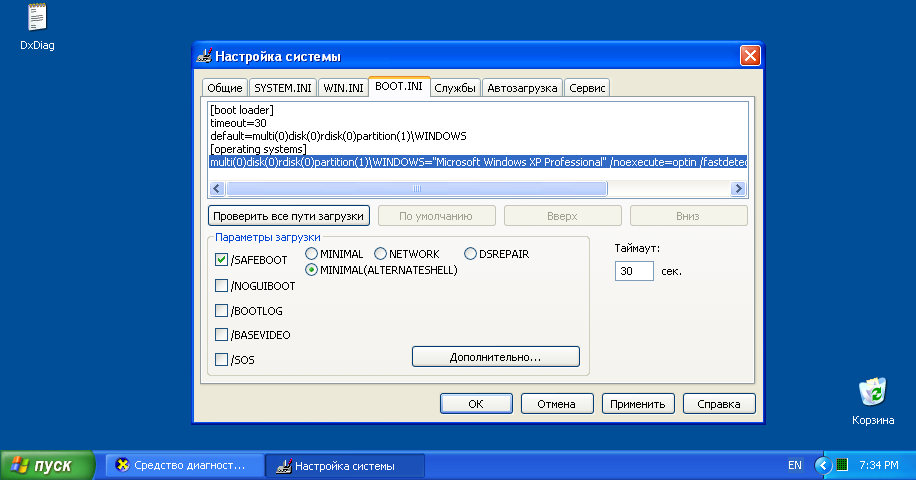 DxDiag
Настройка системы
Общие SYSTEM.INI WIN.INI BOOT.INI Службы Автозагрузка Сервис
[boot loader]
timeout=30
default=multi(0)disk(0)rdisk(0)partition(1)\WINDOWS
[operating systems]
multi(0)disk(0)rdisk(0)partition(1)\WINDOWS="Microsoft Windows XP Professional" /noexecute=optin /fastdetec
Проверить все пути загрузки По умолчанию Вверх Вниз
Параметры загрузки
/SAFEBOOT MINIMAL NETWORK DSREPAIR
MINIMAL(ALTERNATESHELL)
/NOGUIBOOT
/BOOTLOG
/BASEVIDEO
/SOS
Дополнительно...
Таймаут:
30 сек.
OK Отмена Применить Справка
Корзина
пуск Средство диагност... Настройка системы EN 7:34 PM